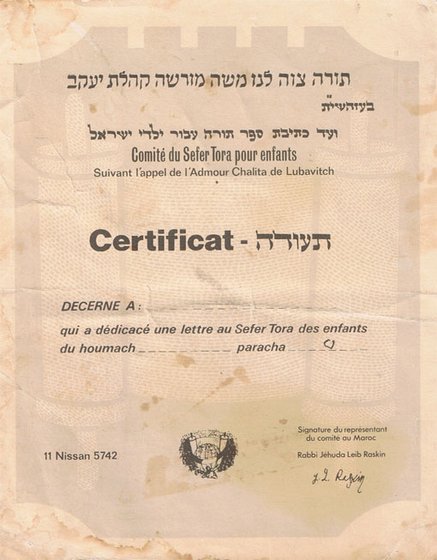 תורה צוה לנו משה מורשה קהלת יעקב
בעזהשי״ת
ועד כתיבת ספר תורה עבור ילדי ישראל
Comité du Sefer Tora pour enfants
Suivant l'appel de l'Admour Chalita de Lubavitch
Certificat - תעודה
DECERNE A :
qui a dédicacé une lettre au Sefer Tora des enfants
du houmach paracha
Signature du représentant
du comité au Maroc
11 Nissan 5742
Rabbi Jéhuda Leib Raskin
J. L. Raskin